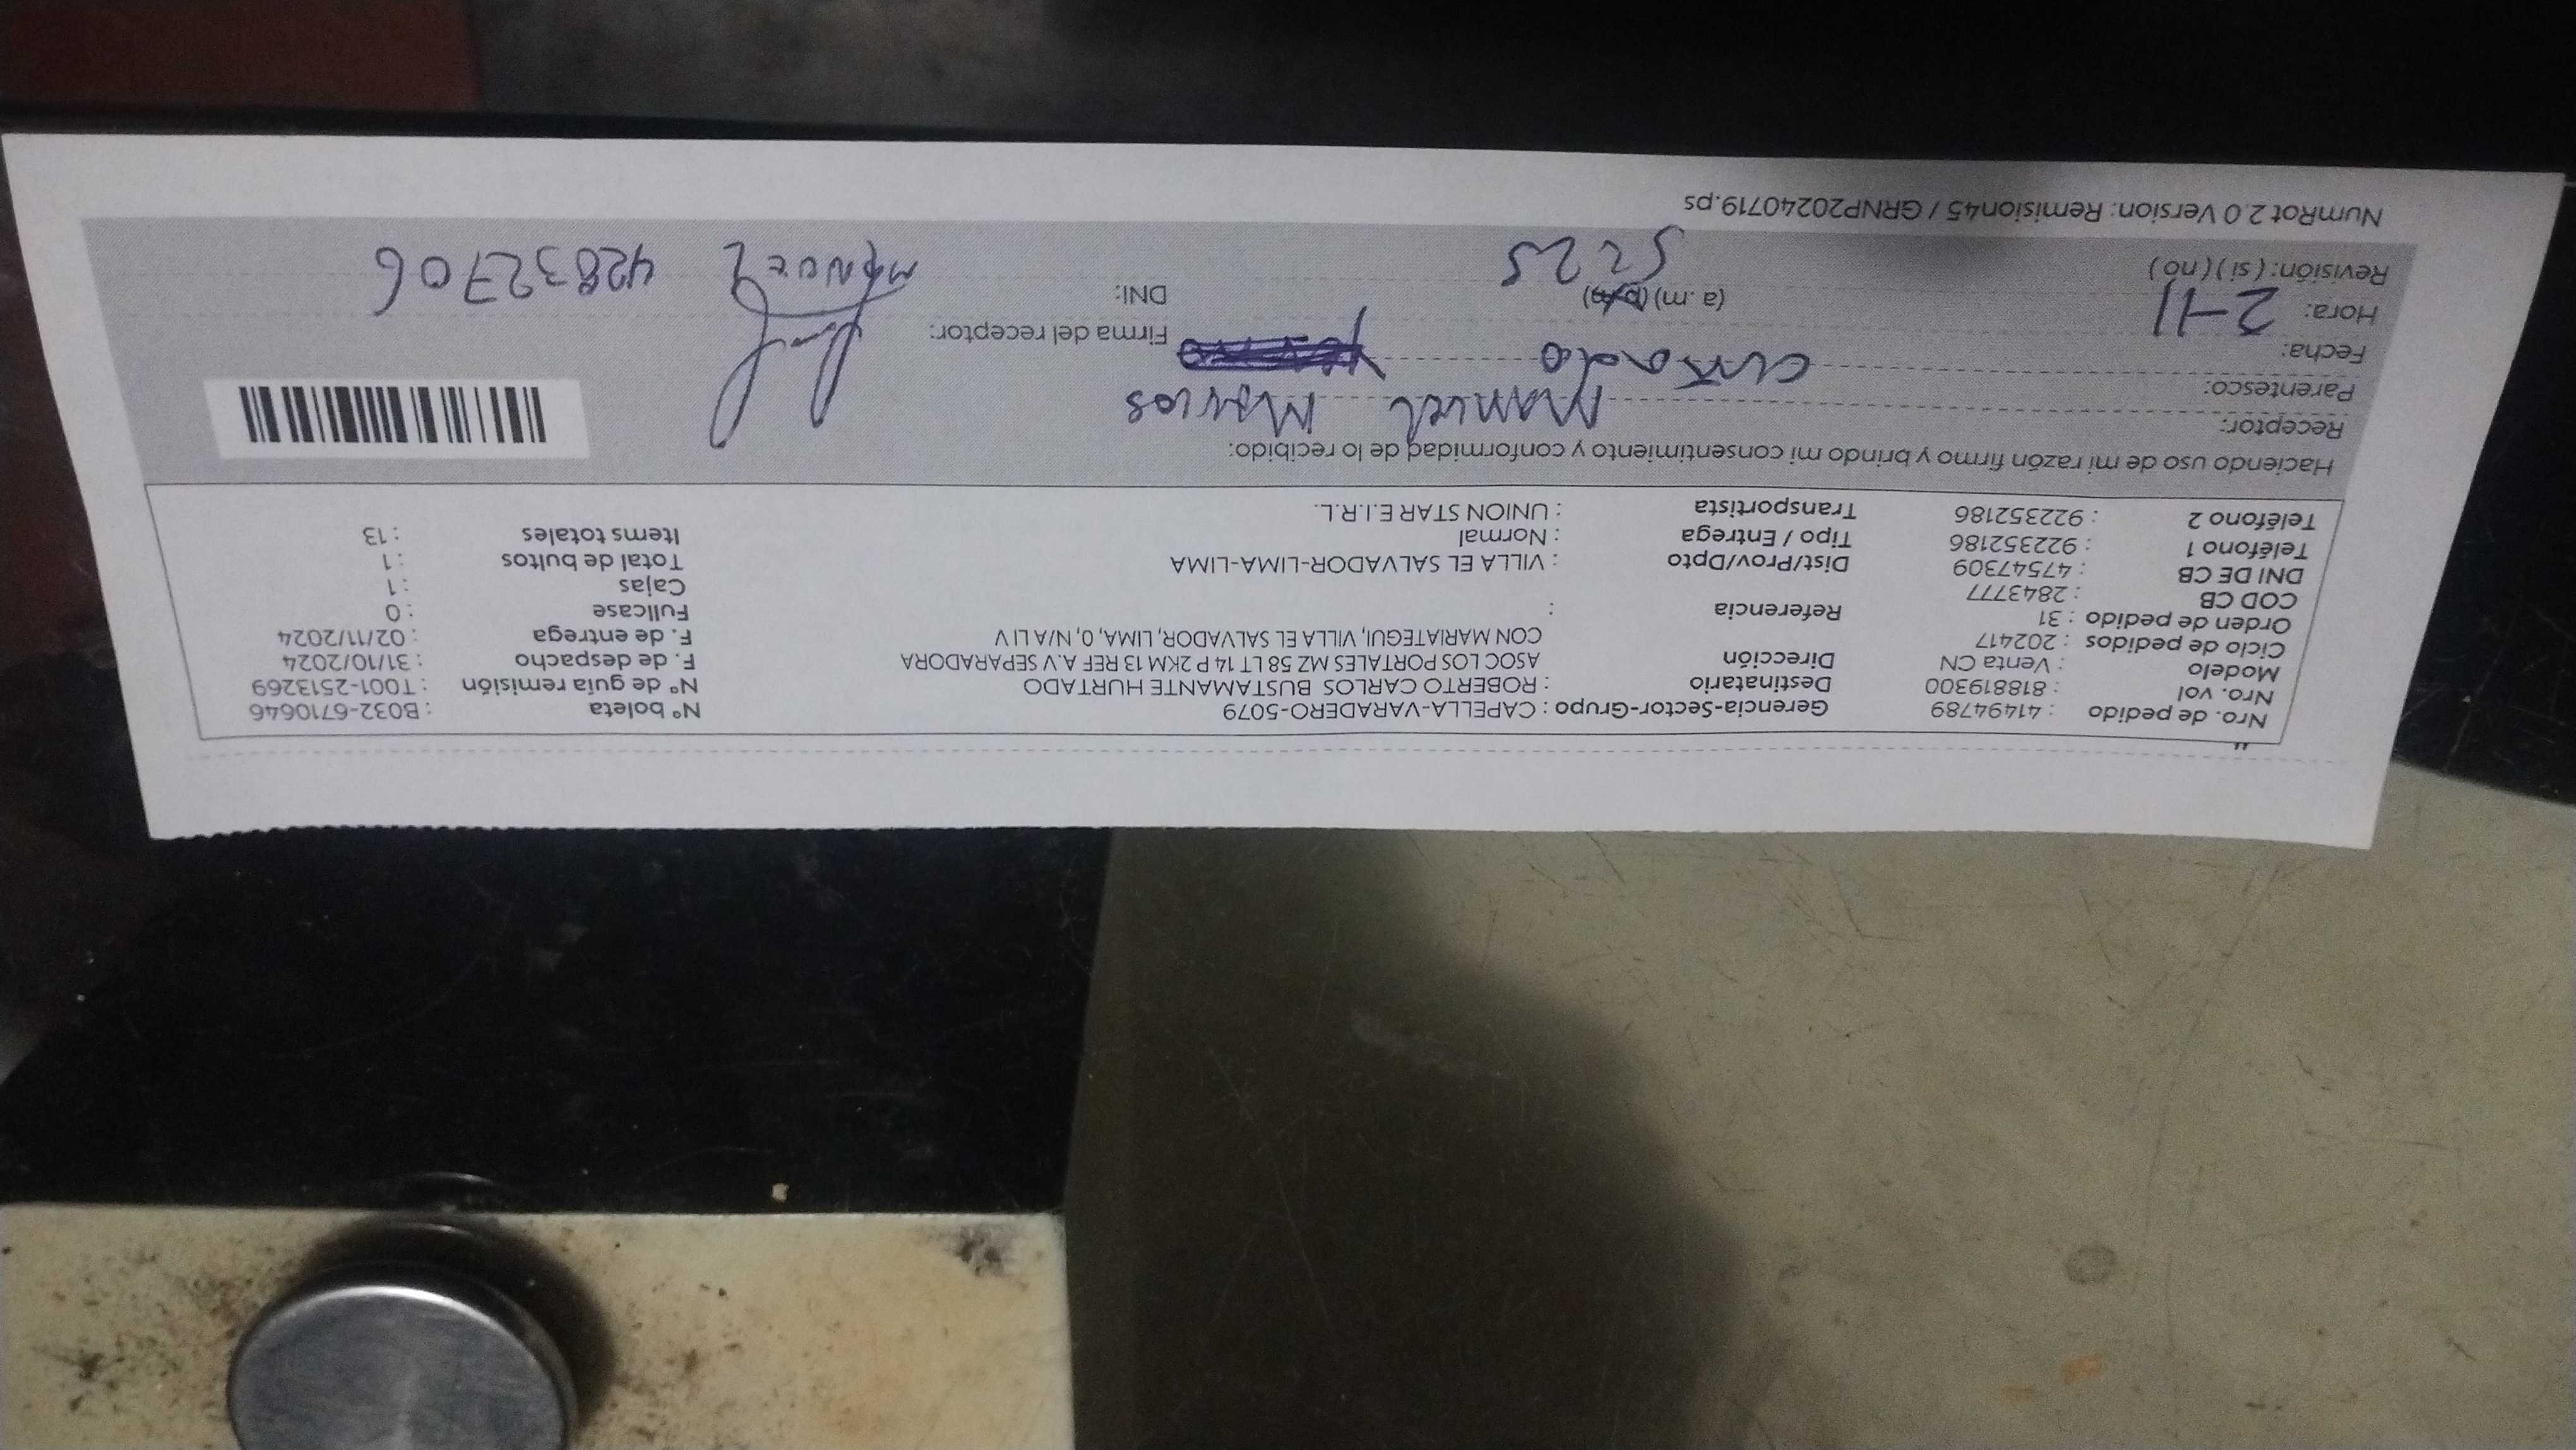 Nro. de pedido : 41494789 Gerencia-Sector-Grupo : CAPELLA-VARADERO-5079 N° boleta : B032-6710646
Nro. vol : 818819300 Destinatario : ROBERTO CARLOS BUSTAMANTE HURTADO N° de guía remisión : T001-2513269
Modelo : Venta CN Dirección ASOC LOS PORTALES MZ 58 LT 14 P 2KM 13 REF A.V SEPARADORA F. de despacho : 31/10/2024
Ciclo de pedidos : 202417 CON MARIATEGUI, VILLA EL SALVADOR, LIMA, 0, N/A LI V F. de entrega : 02/11/2024
Orden de pedido : 31 Referencia : Fullcase : 0
COD CB : 2843777 Cajas : 1
DNI DE CB : 47547309 Dist/Prov/Dpto : VILLA EL SALVADOR-LIMA-LIMA Total de bultos : 1
Teléfono 1 : 922352186 Tipo / Entrega : Normal Items totales : 13
Teléfono 2 : 922352186 Transportista : UNION STAR E.I.R.L.
Haciendo uso de mi razón firmo y brindo mi consentimiento y conformidad de lo recibido:
Receptor: Manuel
Parentesco: cuñado
Fecha: Firma del receptor:
Hora: 2-11 (a.m) (p.m) DNI: MANUEL 42832706
Revisión: (si) (no) 5:25
NumRot 2.0 Version: Remision45 / GRNP20240719.ps